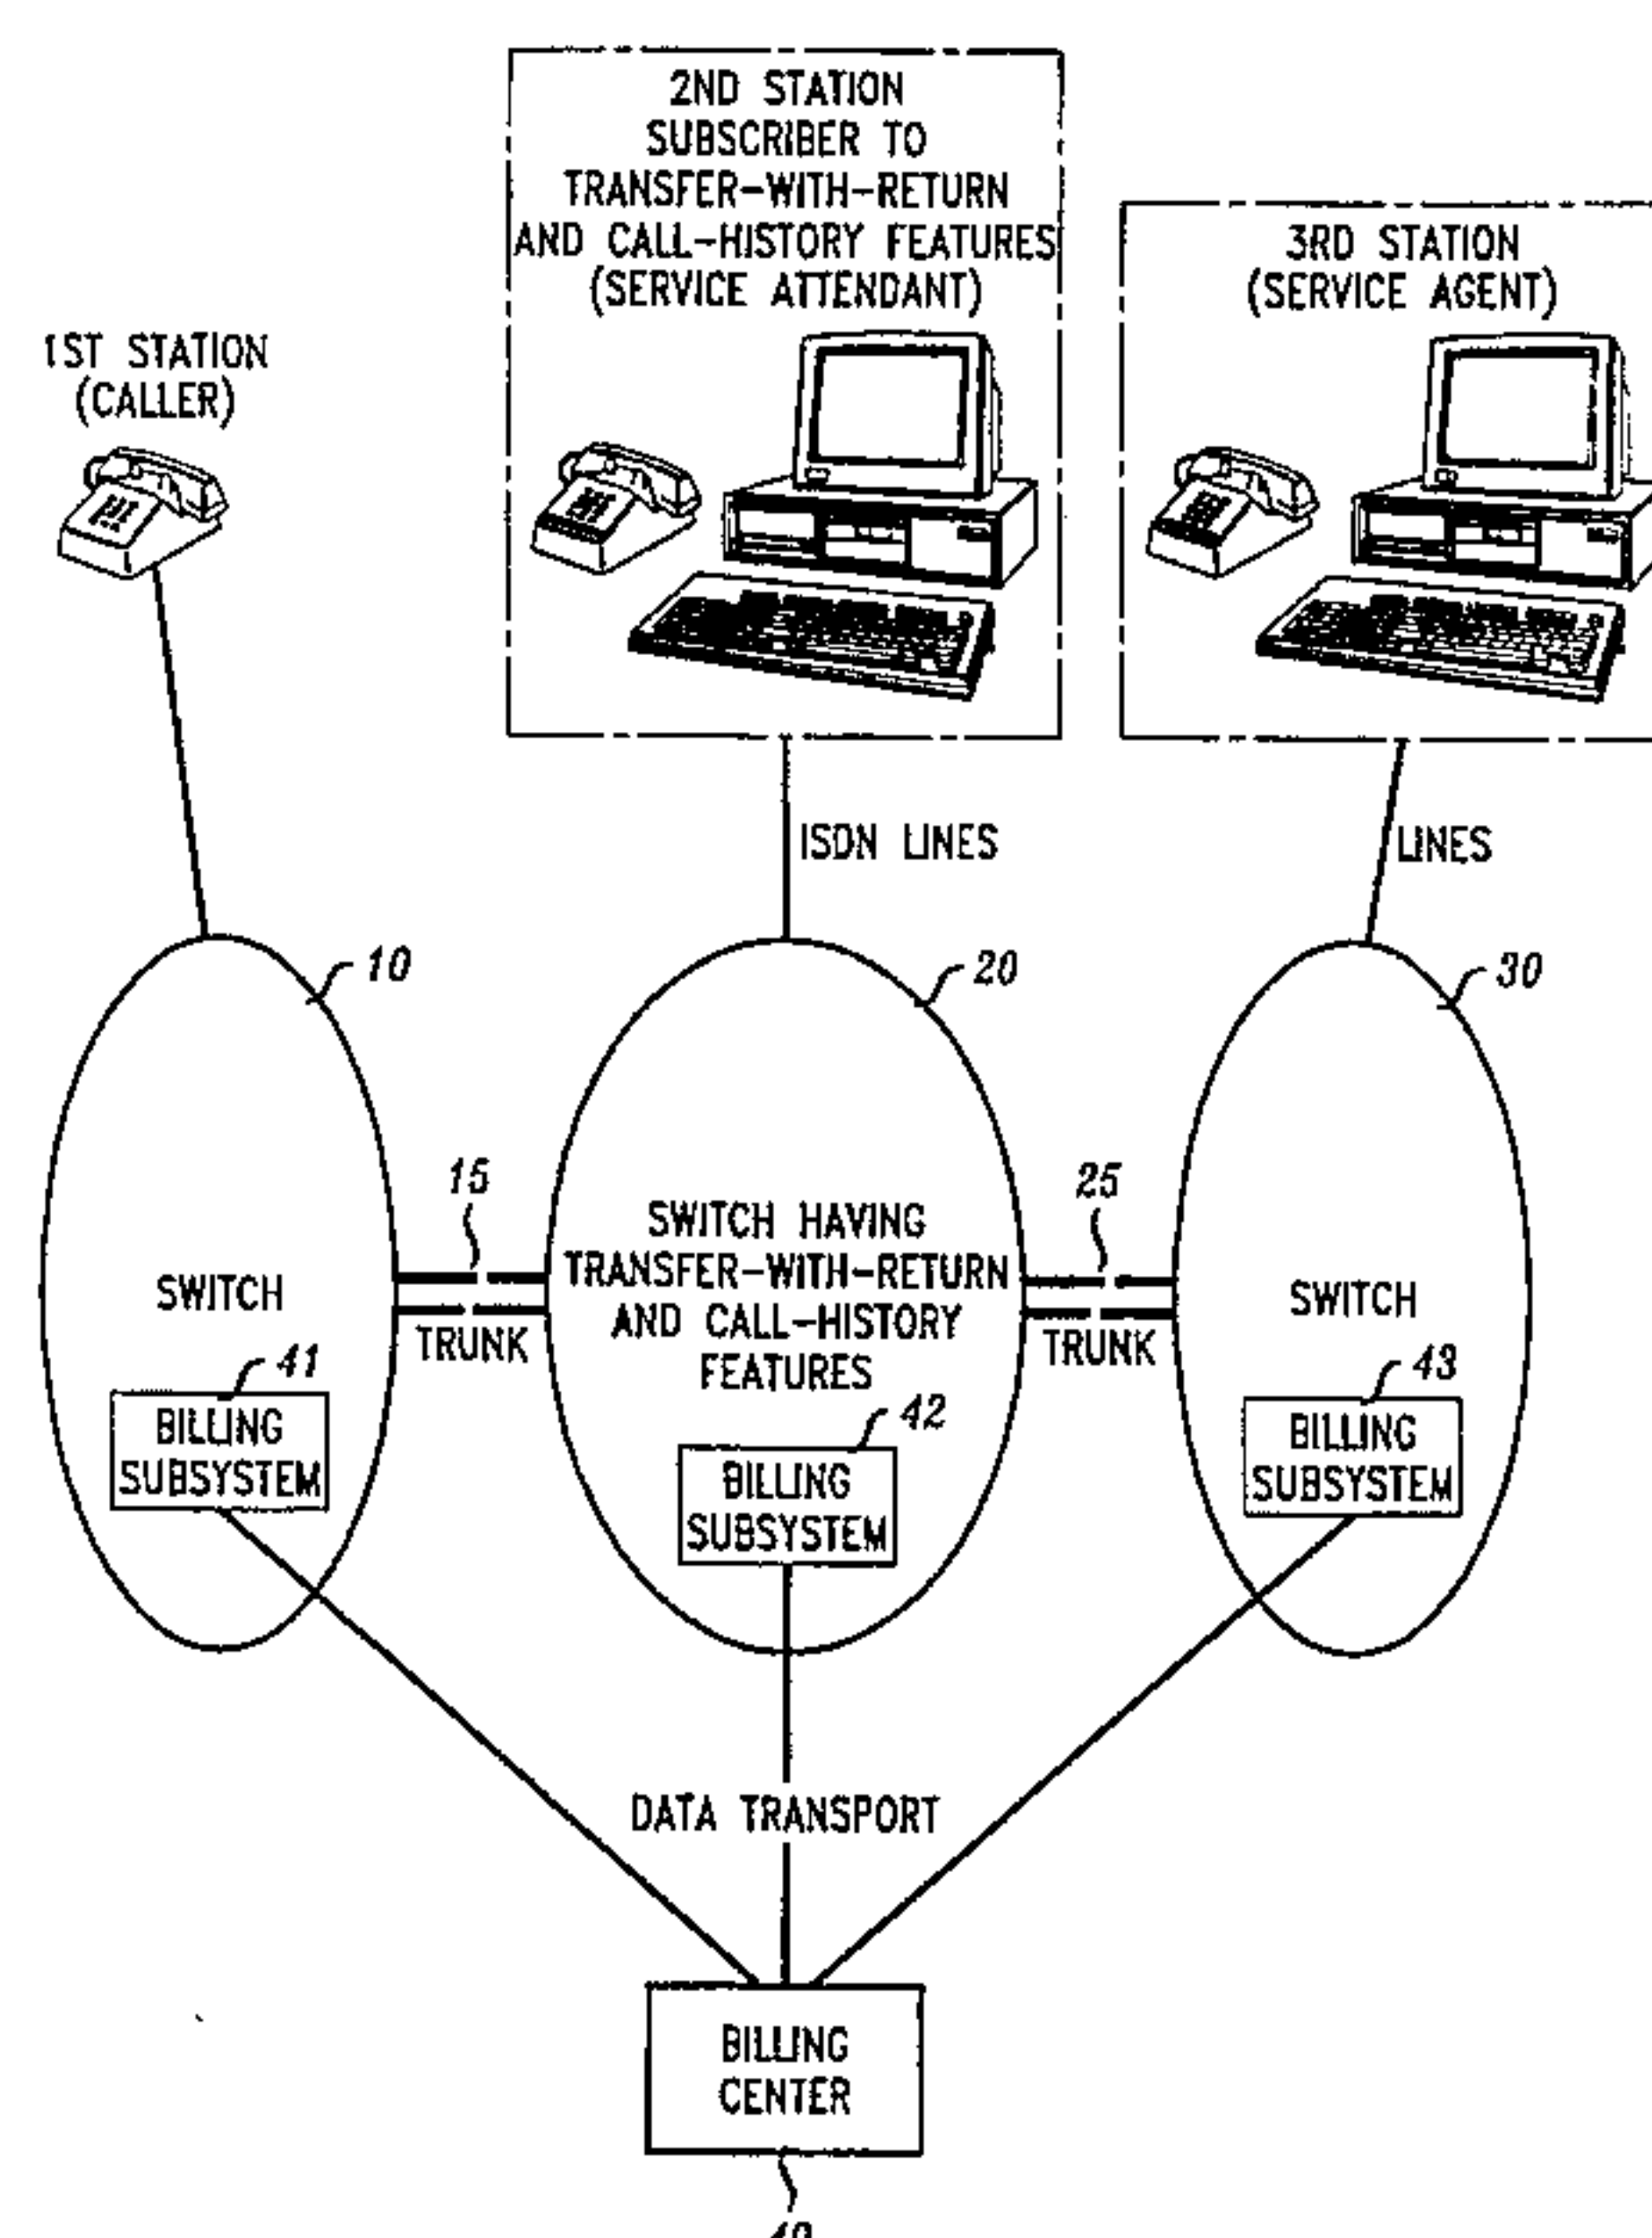 2ND STATION
SUBSCRIBER TO
TRANSFER-WITH-RETURN
AND CALL-HISTORY FEATURES
(SERVICE ATTENDANT)
3RD STATION
(SERVICE AGENT)
1ST STATION
(CALLER)
ISDN LINES
LINES
10
20
30
15
25
SWITCH
SWITCH HAVING
TRANSFER-WITH-RETURN
AND CALL-HISTORY
FEATURES
SWITCH
TRUNK
TRUNK
41
BILLING
SUBSYSTEM
42
BILLING
SUBSYSTEM
43
BILLING
SUBSYSTEM
DATA TRANSPORT
BILLING
CENTER